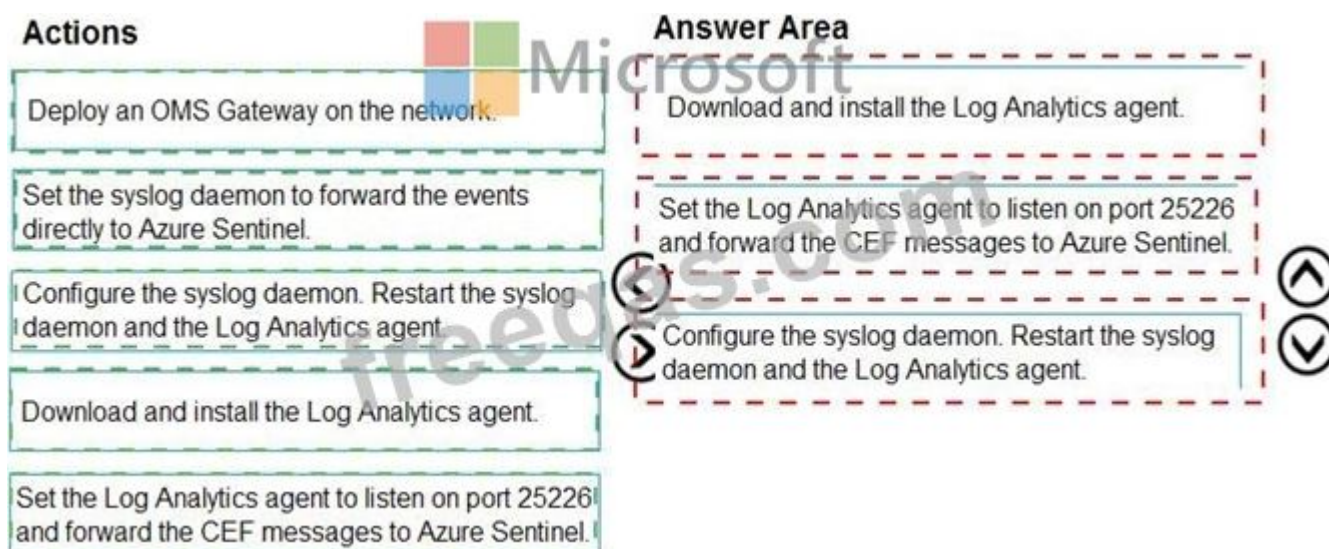 Actions
Deploy an OMS Gateway on the network.
Set the syslog daemon to forward the events
directly to Azure Sentinel.
Configure the syslog daemon. Restart the syslog
daemon and the Log Analytics agent
Download and install the Log Analytics agent.
Set the Log Analytics agent to listen on port 25226
and forward the CEF messages to Azure Sentinel.
Microsoft
freeqas.com
Answer Area
Download and install the Log Analytics agent.
Set the Log Analytics agent to listen on port 25226
and forward the CEF messages to Azure Sentinel.
Configure the syslog daemon. Restart the syslog
daemon and the Log Analytics agent.